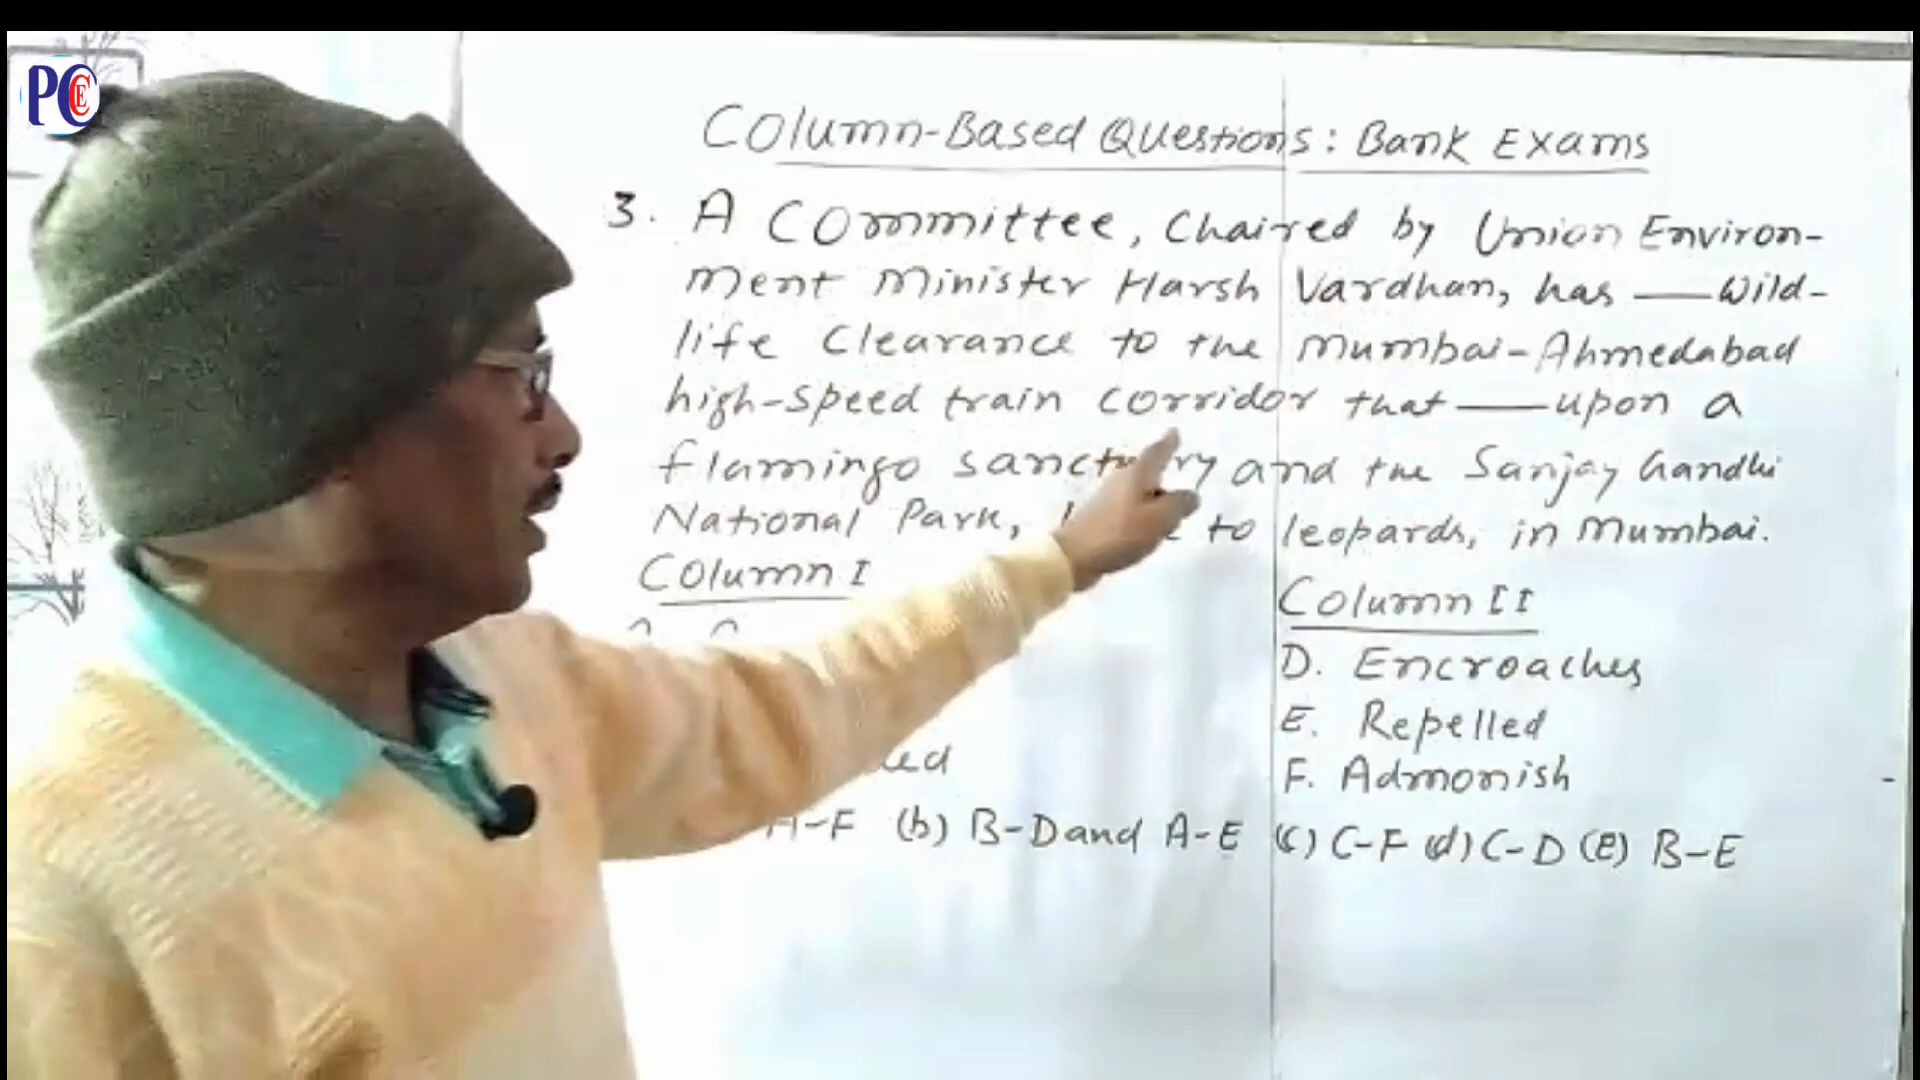 PCCE
Column-Based Questions: Bank Exams
3. A Committee, Chaired by Union Environ-
ment Minister Harsh Vardhan, has — Wild-
life Clearance to the Mumbai-Ahmedabad
high-speed train corridor that — upon a
flamingo sanctuary and the Sanjay Gandhi
National Park, to leopards, in Mumbai.
Column I
Column II
D. Encroaches
E. Repelled
F. Admonish
A-F (b) B-D and A-E (c) C-F (d) C-D (e) B-E